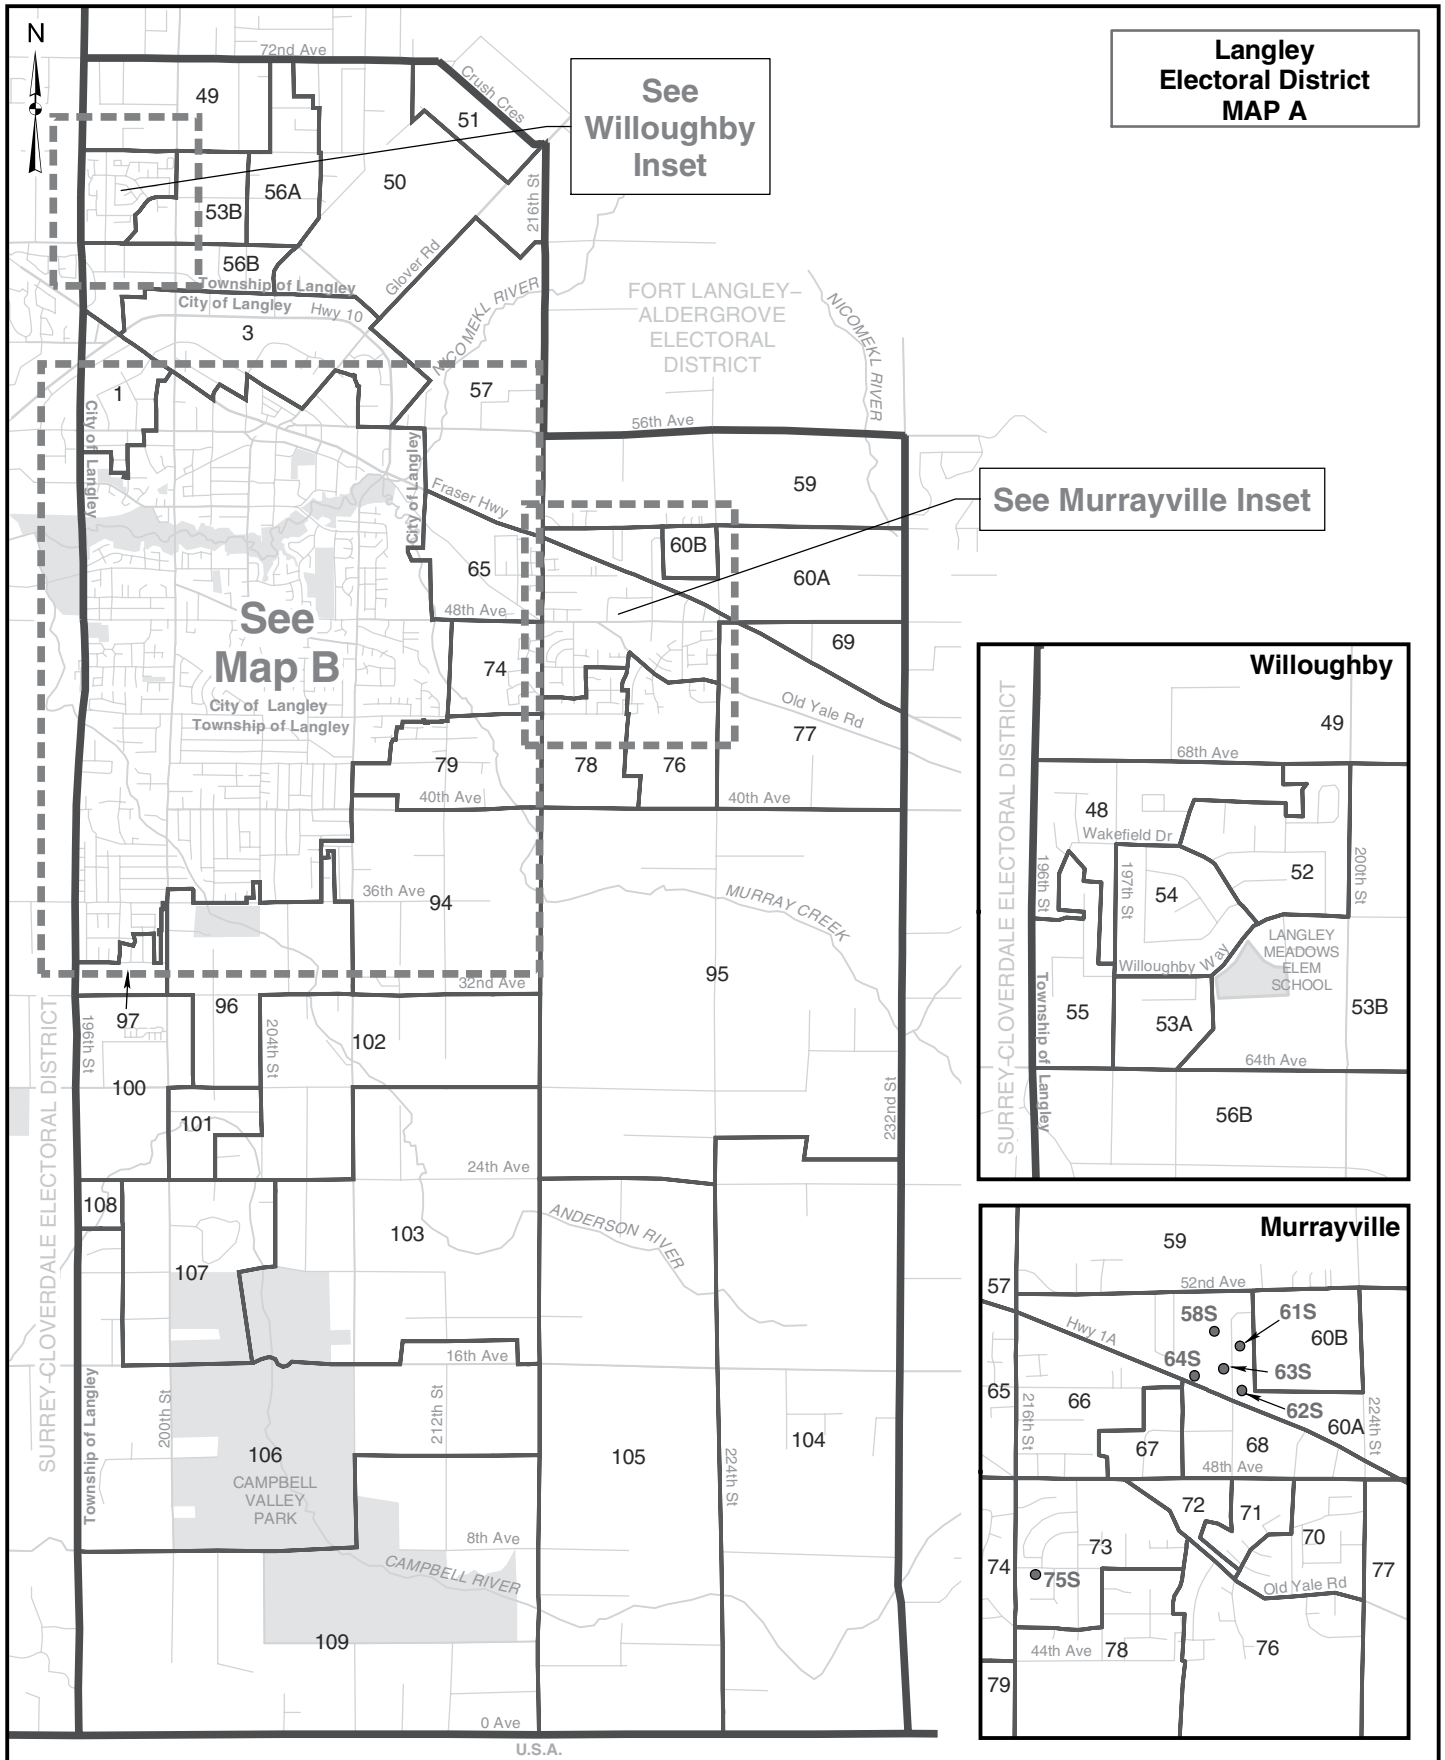 N
72nd Ave
Langley
Electoral District
MAP A
49
Crush Cres
51
See
Willoughby
Inset
50
56A
53B
216th St
56B
Glover Rd
Township of Langley
City of Langley
Hwy 10
3
NICOMEKL RIVER
FORT LANGLEY–
ALDERGROVE
ELECTORAL
DISTRICT
NICOMEKL RIVER
1
57
City of Langley
56th Ave
City of Langley
Fraser Hwy
59
See Murrayville Inset
60B
65
60A
48th Ave
See
Map B
City of Langley
Township of Langley
74
69
Old Yale Rd
77
79
78
76
40th Ave
40th Ave
36th Ave
94
MURRAY CREEK
95
32nd Ave
97
96
196th St
204th St
102
100
101
232nd St
24th Ave
SURREY-CLOVERDALE ELECTORAL DISTRICT
108
103
ANDERSON RIVER
107
16th Ave
Township of Langley
200th St
212th St
106
CAMPBELL
VALLEY
PARK
105
224th St
104
8th Ave
CAMPBELL RIVER
109
0 Ave
U.S.A.
Willoughby
SURREY-CLOVERDALE ELECTORAL DISTRICT
49
68th Ave
48
Wakefield Dr
196th St
197th St
54
52
200th St
LANGLEY
MEADOWS
ELEM
SCHOOL
Willoughby Way
55
53A
53B
Township of Langley
64th Ave
56B
Murrayville
59
57
52nd Ave
58S
61S
Hwy 1A
60B
64S
63S
65
66
62S
216th St
60A
224th St
67
68
48th Ave
72
71
70
73
74
77
75S
Old Yale Rd
44th Ave
78
76
79